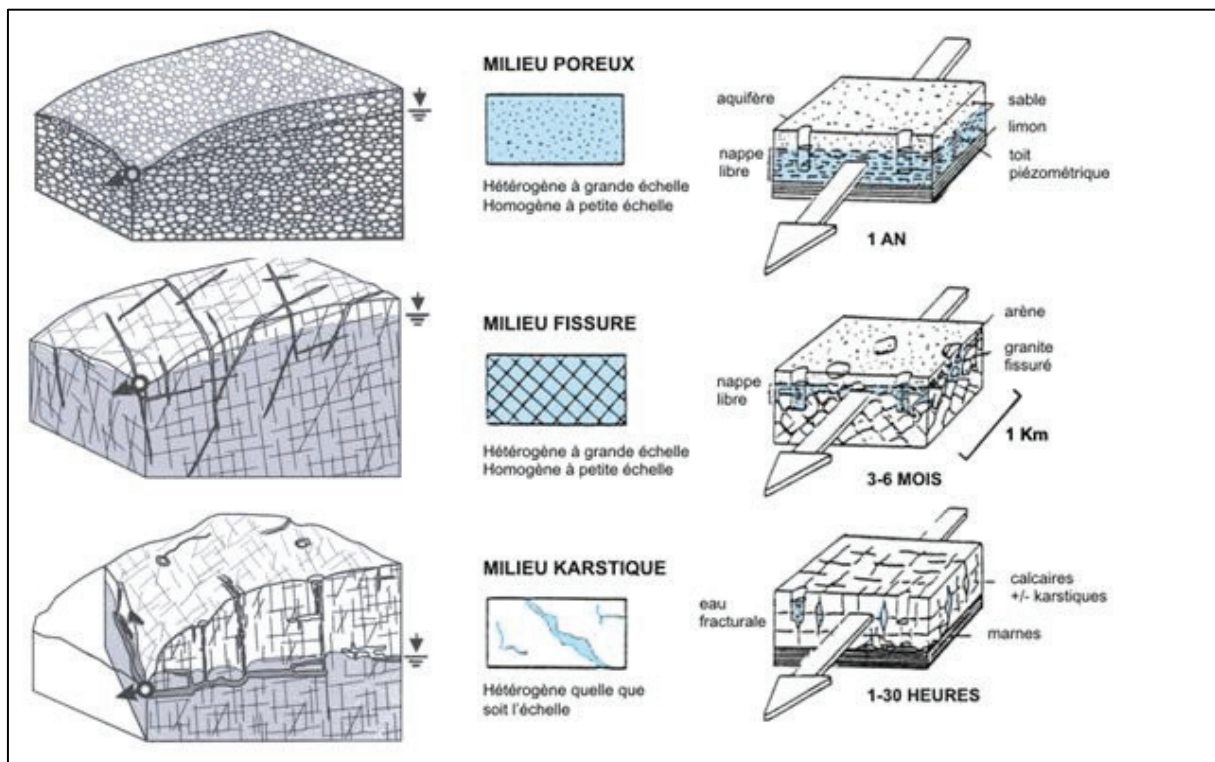 MILIEU POREUX
Hétérogène à grande échelle
Homogène à petite échelle
aquifère
nappe
libre
sable
limon
toit
piézométrique
1 AN
MILIEU FISSURE
Hétérogène à grande échelle
Homogène à petite échelle
nappe
libre
arène
granite
fissuré
1 Km
3-6 MOIS
MILIEU KARSTIQUE
Hétérogène quelle que
soit l'échelle
eau
fracturale
calcaires
+/- karstiques
marnes
1-30 HEURES